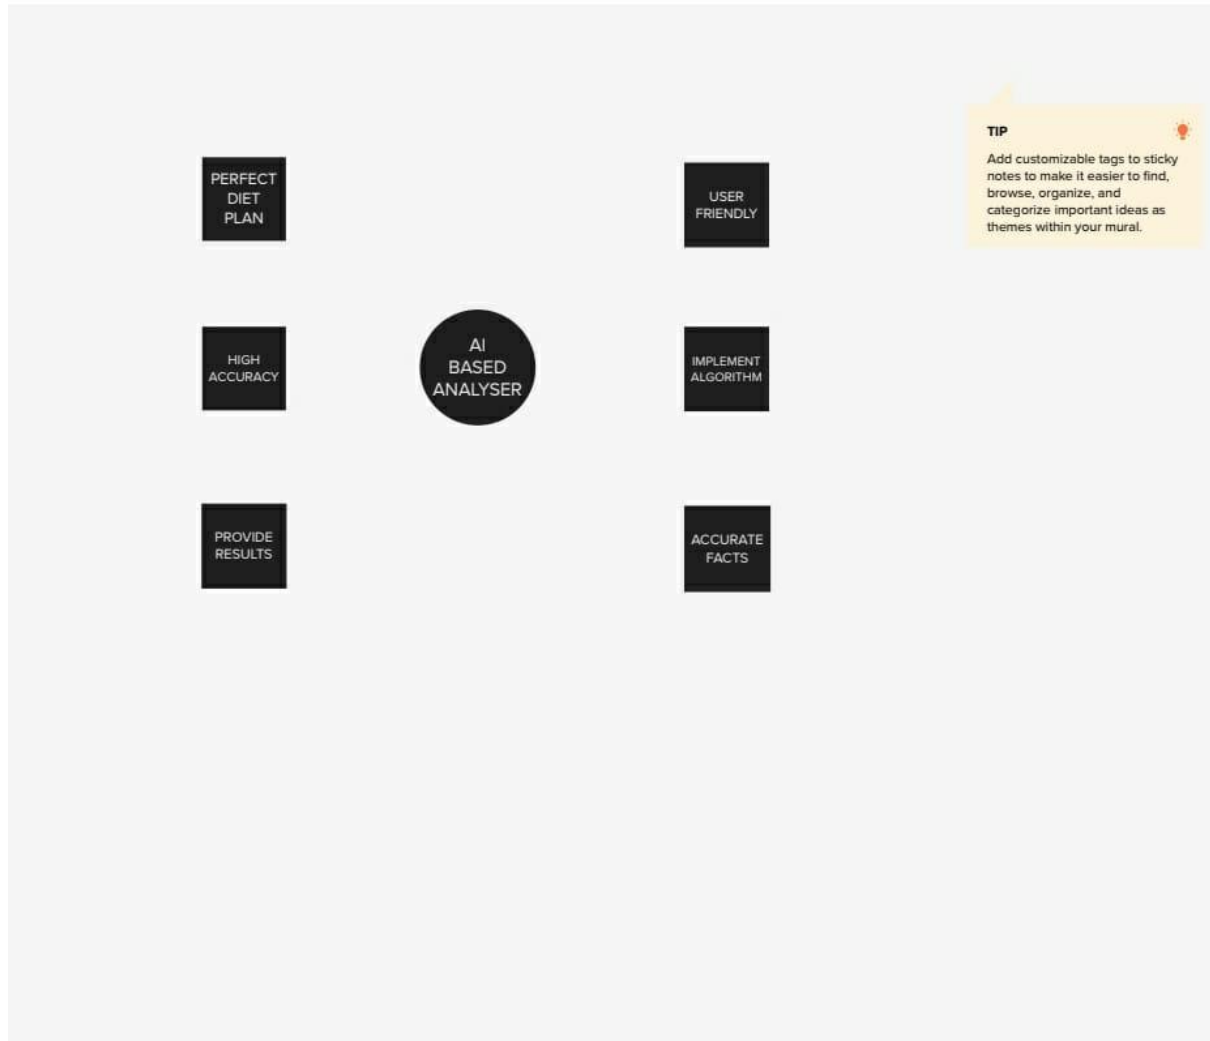 PERFECT
DIET
PLAN
USER
FRIENDLY
TIP
Add customizable tags to sticky
notes to make it easier to find,
browse, organize, and
categorize important ideas as
themes within your mural.
HIGH
ACCURACY
AI
BASED
ANALYSER
IMPLEMENT
ALGORITHM
PROVIDE
RESULTS
ACCURATE
FACTS